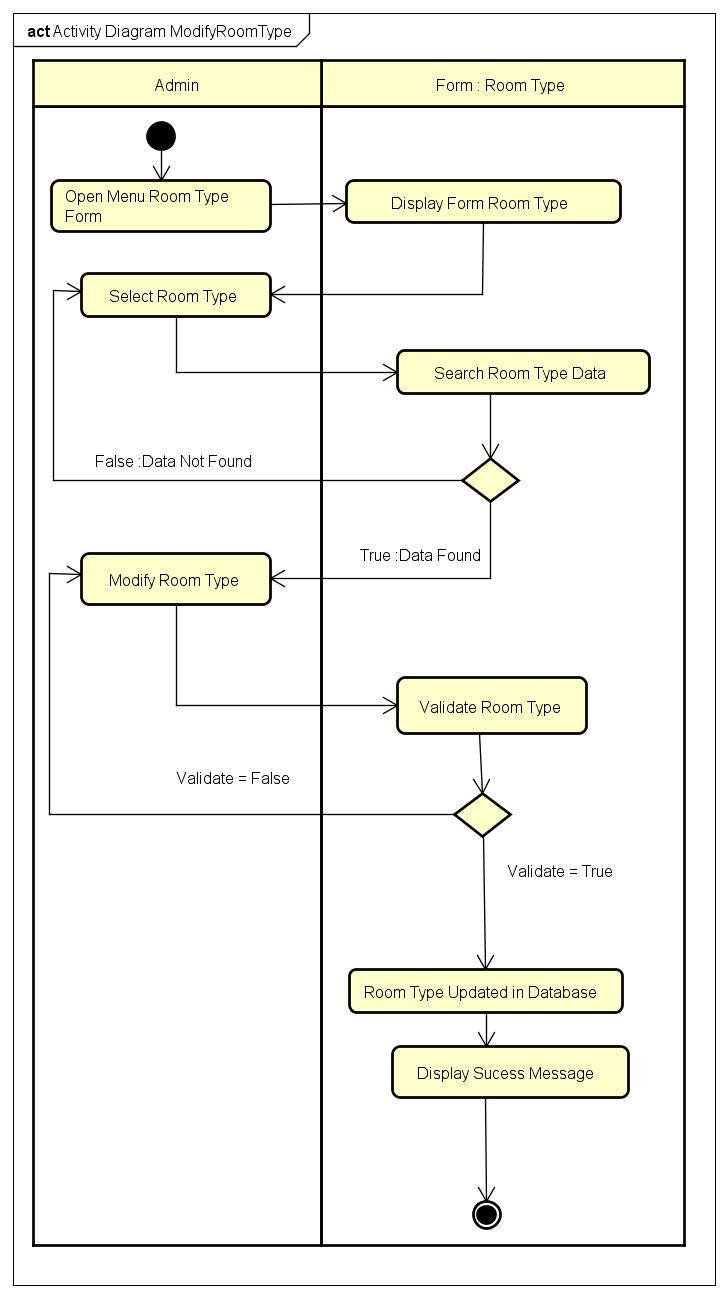 act Activity Diagram ModifyRoomType
Admin
Form : Room Type
Open Menu Room Type
Form
Display Form Room Type
Select Room Type
Search Room Type Data
False :Data Not Found
True :Data Found
Modify Room Type
Validate Room Type
Validate = False
Validate = True
Room Type Updated in Database
Display Sucess Message